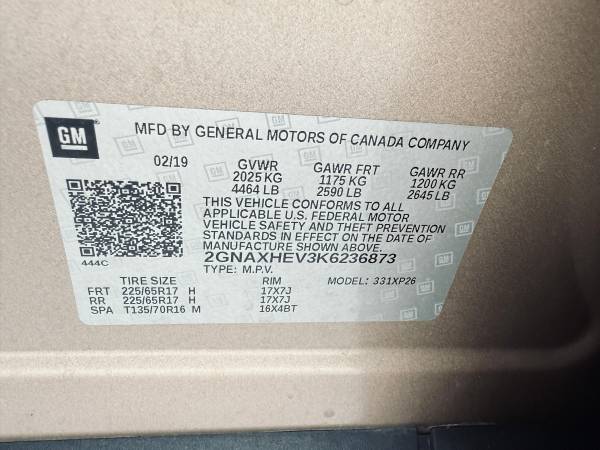 GM
MFD BY GENERAL MOTORS OF CANADA COMPANY
02/19 GVWR GAWR FRT GAWR RR
2025 KG 1175 KG 1200 KG
4464 LB 2590 LB 2645 LB
THIS VEHICLE CONFORMS TO ALL
APPLICABLE U.S. FEDERAL MOTOR
VEHICLE SAFETY AND THEFT PREVENTION
STANDARDS IN EFFECT ON THE DATE OF
MANUFACTURE SHOWN ABOVE.
444C 2GNAXHEV3K6236873
TYPE: M.P.V. MODEL: 331XP26
TIRE SIZE RIM
FRT 225/65R17 H 17X7J
RR 225/65R17 H 17X7J
SPA T135/70R16 M 16X4BT